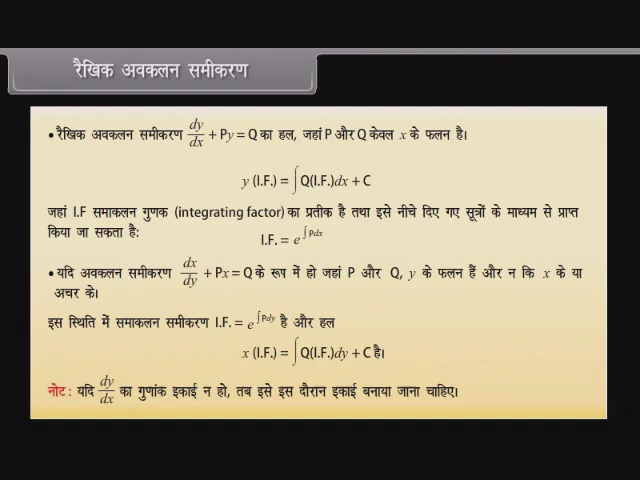 रैखिक अवकलन समीकरण
• रैखिक अवकलन समीकरण dy/dx + Py = Q का हल, जहां P और Q केवल x के फलन है।
y (I.F.) = ∫ Q(I.F.)dx + C
जहां I.F समाकलन गुणक (integrating factor) का प्रतीक है तथा इसे नीचे दिए गए सूत्रों के माध्यम से प्राप्त
किया जा सकता है:
I.F. = e^∫Pdx
• यदि अवकलन समीकरण dx/dy + Px = Q के रूप में हो जहां P और Q, y के फलन हैं और न कि x के या
अचर के।
इस स्थिति में समाकलन समीकरण I.F. = e^∫Pdy है और हल
x (I.F.) = ∫ Q(I.F.)dy + C है।
नोट : यदि dy/dx का गुणांक इकाई न हो, तब इसे इस दौरान इकाई बनाया जाना चाहिए।